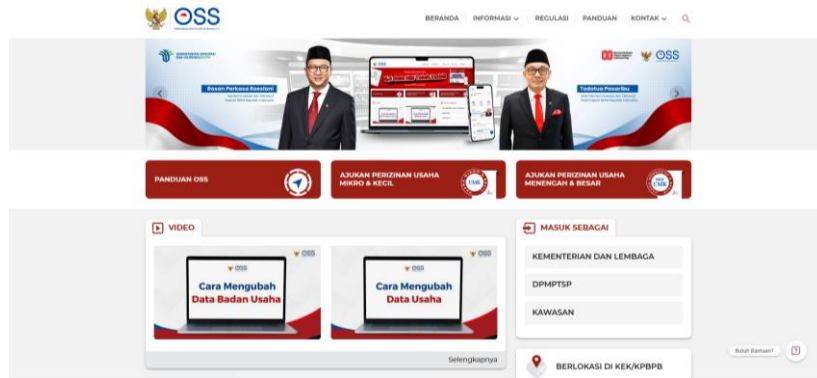 OSS
BERANDA INFORMASI REGULASI PANDUAN KONTAK
OSS
Rosan Perkasa Roeslani
Todotua Pasaribu
PANDUAN OSS
AJUKAN PERIZINAN USAHA
MIKRO & KECIL
UMK
AJUKAN PERIZINAN USAHA
MENENGAH & BESAR
UMK
VIDEO
OSS
OSS
Cara Mengubah
Data Badan Usaha
OSS
OSS
Cara Mengubah
Data Usaha
Selengkapnya
MASUK SEBAGAI
KEMENTERIAN DAN LEMBAGA
DPMPTSP
KAWASAN
BERLOKASI DI KEK/KPBPB
Butuh Bantuan?